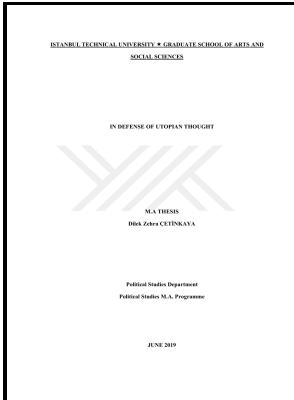 ISTANBUL TECHNICAL UNIVERSITY ★ GRADUATE SCHOOL OF ARTS AND
SOCIAL SCIENCES
IN DEFENSE OF UTOPIAN THOUGHT
M.A THESIS
Dilek Zehra ÇETİNKAYA
Political Studies Department
Political Studies M.A. Programme
JUNE 2019